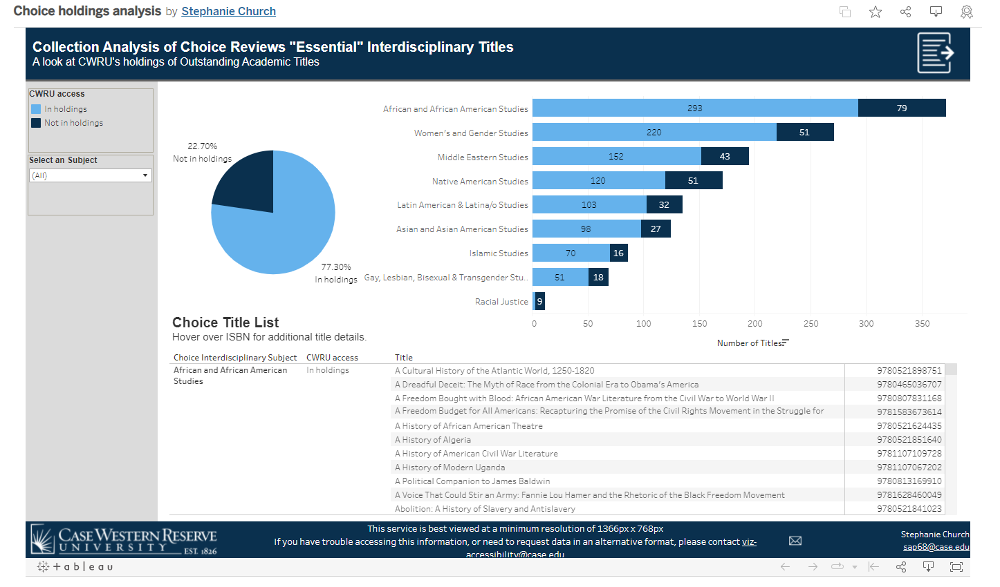 Choice holdings analysis by Stephanie Church
Collection Analysis of Choice Reviews "Essential" Interdisciplinary Titles
A look at CWRU's holdings of Outstanding Academic Titles
CWRU access
In holdings
Not in holdings
Select an Subject
(All)
22.70%
Not in holdings
77.30%
In holdings
African and African American Studies 293 79
Women's and Gender Studies 220 51
Middle Eastern Studies 152 43
Native American Studies 120 51
Latin American & Latina/o Studies 103 32
Asian and Asian American Studies 98 27
Islamic Studies 70 16
Gay, Lesbian, Bisexual & Transgender Stu.. 51 18
Racial Justice 9
0 50 100 150 200 250 300 350
Number of Titles
Choice Title List
Hover over ISBN for additional title details.
Choice Interdisciplinary Subject CWRU access Title
African and African American Studies In holdings A Cultural History of the Atlantic World, 1250-1820 9780521898751
A Dreadful Deceit: The Myth of Race from the Colonial Era to Obama's America 9780465036707
A Freedom Bought with Blood: African American War Literature from the Civil War to World War II 9780807831168
A Freedom Budget for All Americans: Recapturing the Promise of the Civil Rights Movement in the Struggle for 9781583673614
A History of African American Theatre 9780521624435
A History of Algeria 9780521851640
A History of American Civil War Literature 9781107109728
A History of Modern Uganda 9781107067202
A Political Companion to James Baldwin 9780813169910
A Voice That Could Stir an Army: Fannie Lou Hamer and the Rhetoric of the Black Freedom Movement 9781628460049
Abolition: A History of Slavery and Antislavery 9780521841023
CASE WESTERN RESERVE
UNIVERSITY EST. 1826
This service is best viewed at a minimum resolution of 1366px x 768px
If you have trouble accessing this information, or need to request data in an alternative format, please contact viz-
accessibility@case.edu
Stephanie Church
sap68@case.edu
+ableau